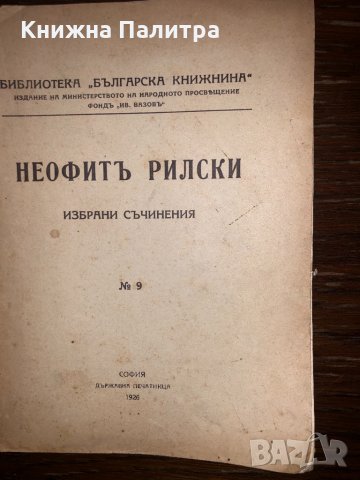 Книжна Палитра
БИБЛИОТЕКА „БЪЛГАРСКА КНИЖНИНА“
ИЗДАНИЕ НА МИНИСТЕРСТВОТО НА НАРОДНОТО ПРОСВѢЩЕНИЕ
ФОНДЪ „ИВ. ВАЗОВЪ“
НЕОФИТЪ РИЛСКИ
ИЗБРАНИ СЪЧИНЕНИЯ
№ 9
СОФИЯ
ДЪРЖАВНА ПЕЧАТНИЦА
1926
BAZAR